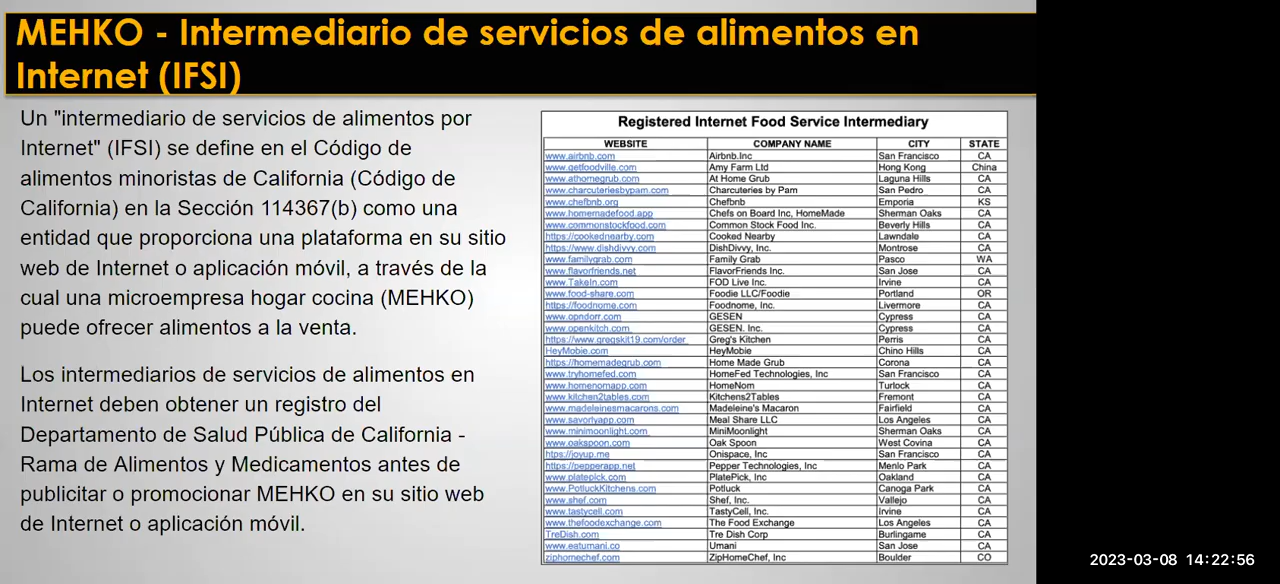 MEHKO - Intermediario de servicios de alimentos en
Internet (IFSI)
Un "intermediario de servicios de alimentos por
Internet" (IFSI) se define en el Código de
alimentos minoristas de California (Código de
California) en la Sección 114367(b) como una
entidad que proporciona una plataforma en su sitio
web de Internet o aplicación móvil, a través de la
cual una microempresa hogar cocina (MEHKO)
puede ofrecer alimentos a la venta.
Los intermediarios de servicios de alimentos en
Internet deben obtener un registro del
Departamento de Salud Pública de California -
Rama de Alimentos y Medicamentos antes de
publicitar o promocionar MEHKO en su sitio web
de Internet o aplicación móvil.
Registered Internet Food Service Intermediary
WEBSITE COMPANY NAME CITY STATE
www.airbnb.com Airbnb.Inc San Francisco CA
www.getfoodville.com Amy Farm Ltd Hong Kong China
www.athomegrub.com At Home Grub Laguna Hills CA
www.charcuteriesbypam.com Charcuteries by Pam San Pedro CA
www.chefbnb.org Chefbnb Emporia KS
www.homemadefood.app Chefs on Board Inc, HomeMade Sherman Oaks CA
www.commonstockfood.com Common Stock Food Inc. Beverly Hills CA
https://cookednearby.com Cooked Nearby Lawndale CA
https://www.dishdivvy.com DishDivvy, Inc. Montrose CA
www.familygrab.com Family Grab Pasco WA
www.flavorfriends.net FlavorFriends Inc. San Jose CA
www.TakeIn.com FOD Live Inc. Irvine CA
www.food-share.com Foodie LLC/Foodie Portland OR
https://foodnome.com Foodnome, Inc. Livermore CA
www.opndorr.com GESEN Cypress CA
www.openkitch.com GESEN. Inc. Cypress CA
https://www.gregskit19.com/order Greg's Kitchen Perris CA
HeyMobie.com HeyMobie Chino Hills CA
https://homemadegrub.com Home Made Grub Corona CA
www.tryhomefed.com HomeFed Technologies, Inc San Francisco CA
www.homenomapp.com HomeNom Turlock CA
www.kitchen2tables.com Kitchens2Tables Fremont CA
www.madeleinesmacarons.com Madeleine's Macaron Fairfield CA
www.savorlyapp.com Meal Share LLC Los Angeles CA
www.minimoonlight.com MiniMoonlight Sherman Oaks CA
www.oakspoon.com Oak Spoon West Covina CA
htps://joyup.me Onispace, Inc San Francisco CA
https://pepperapp.net Pepper Technologies, Inc Menlo Park CA
www.platepick.com PlatePick, Inc Oakland CA
www.PotluckKitchens.com Potluck Canoga Park CA
www.shef.com Shef, Inc. Vallejo CA
www.tastycell.com TastyCell, Inc. Irvine CA
www.thefoodexchange.com The Food Exchange Los Angeles CA
TreDish.com Tre Dish Corp Burlingame CA
www.eatumani.co Umani San Jose CA
ziphomechef.com ZipHomeChef, Inc Boulder CO
2023-03-08 14:22:56